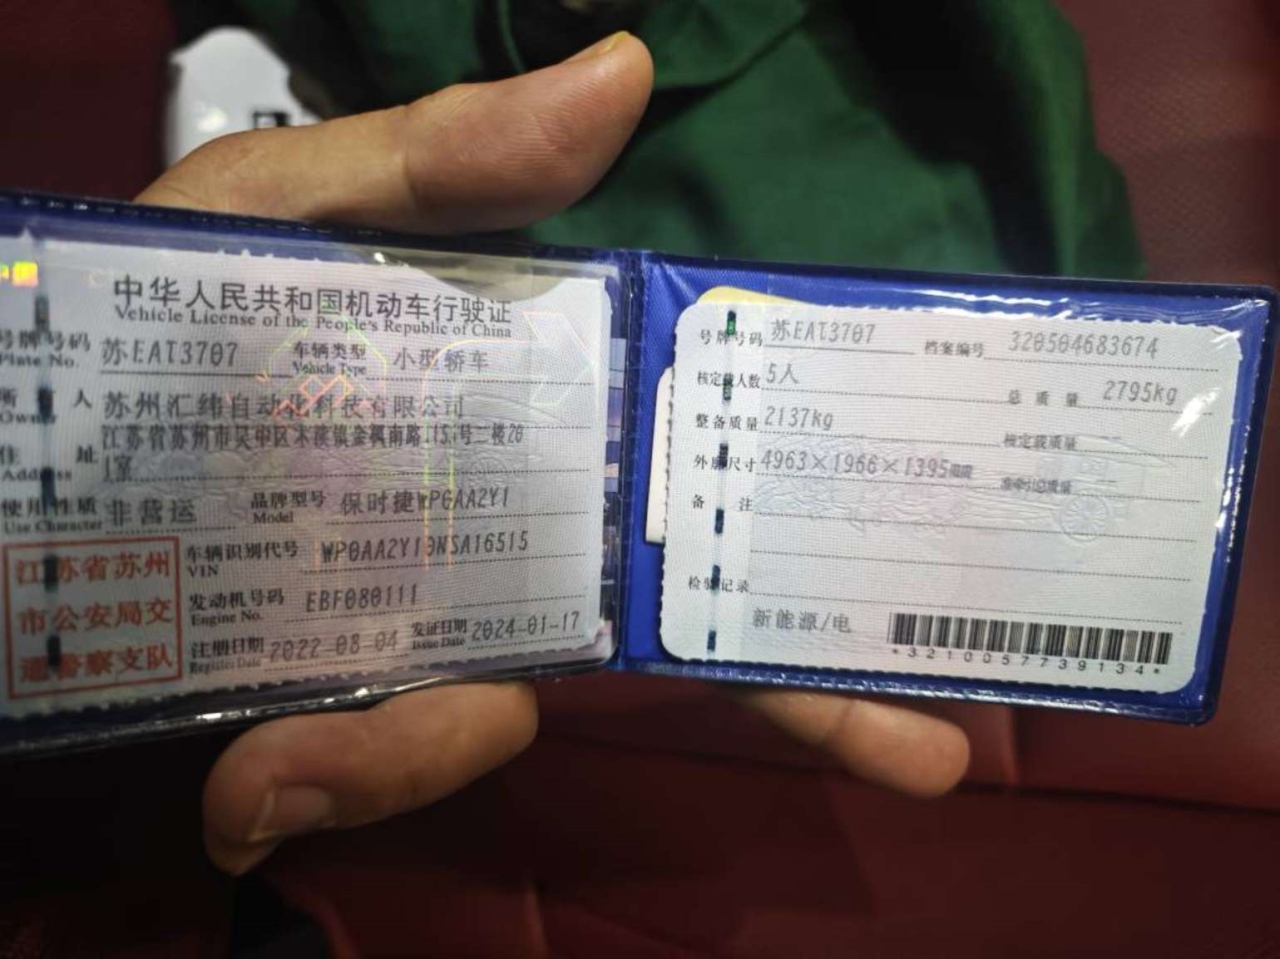 中华人民共和国机动车行驶证
Vehicle License of the People's Republic of China
号牌号码 苏EAT3707 车辆类型 小型轿车
Plate No. Vehicle Type
所有人 苏州汇纬自动化科技有限公司
Owner
住址 江苏省苏州市吴中区木渎镇金枫南路 号二楼20
Address 1室
使用性质 非营运 品牌型号 保时捷WP0AA2Y1
Use Character Model
江苏省苏州
市公安局交
通警察支队
车辆识别代号 WP0AA2Y19NSA16515
VIN
发动机号码 EBF080111
Engine No.
注册日期 2022-08-04 发证日期 2024-01-17
Register Date Issue Date
号牌号码 苏EAT3707 档案编号 320504683674
核定载人数 5人 总质量 2795kg
整备质量 2137kg 核定载质量
外廓尺寸 4963×1966×1395mm 准牵引总质量
备注
检验记录
新能源/电
*3210057739134*